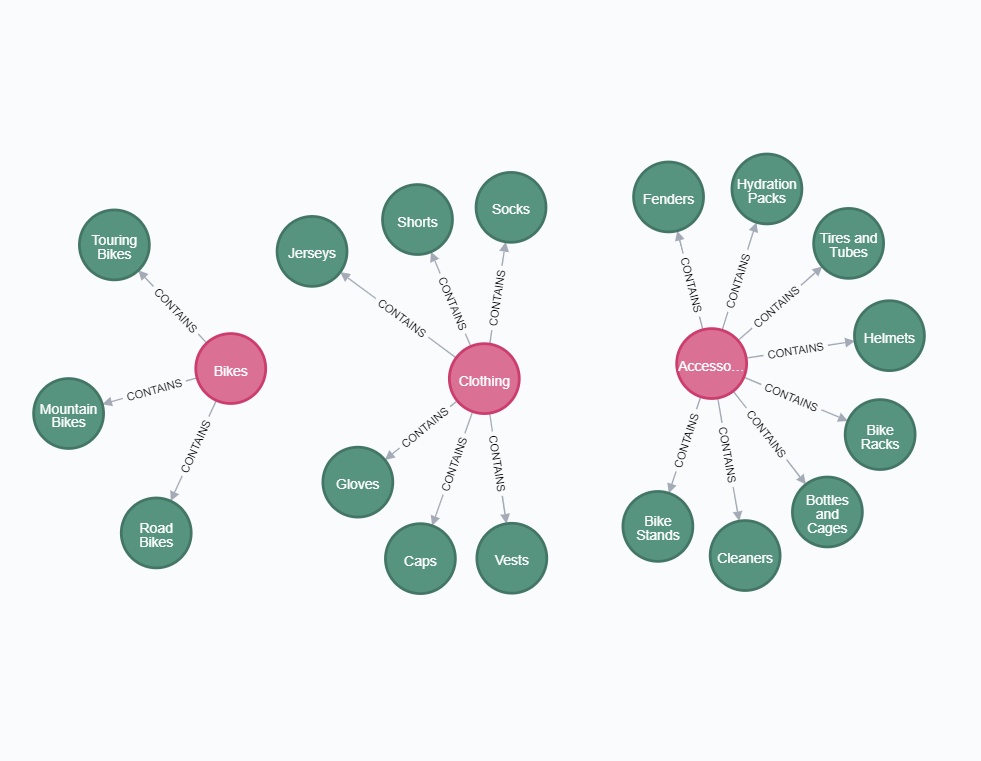 Touring
Bikes
CONTAINS
Bikes
CONTAINS
Mountain
Bikes
CONTAINS
Road
Bikes
Jerseys
Shorts
Socks
CONTAINS
CONTAINS
CONTAINS
Clothing
CONTAINS
CONTAINS
CONTAINS
Gloves
Caps
Vests
Fenders
Hydration
Packs
Tires and
Tubes
CONTAINS
CONTAINS
CONTAINS
Helmets
CONTAINS
Accesso...
CONTAINS
Bike
Racks
CONTAINS
CONTAINS
CONTAINS
Bottles
and
Cages
Bike
Stands
Cleaners